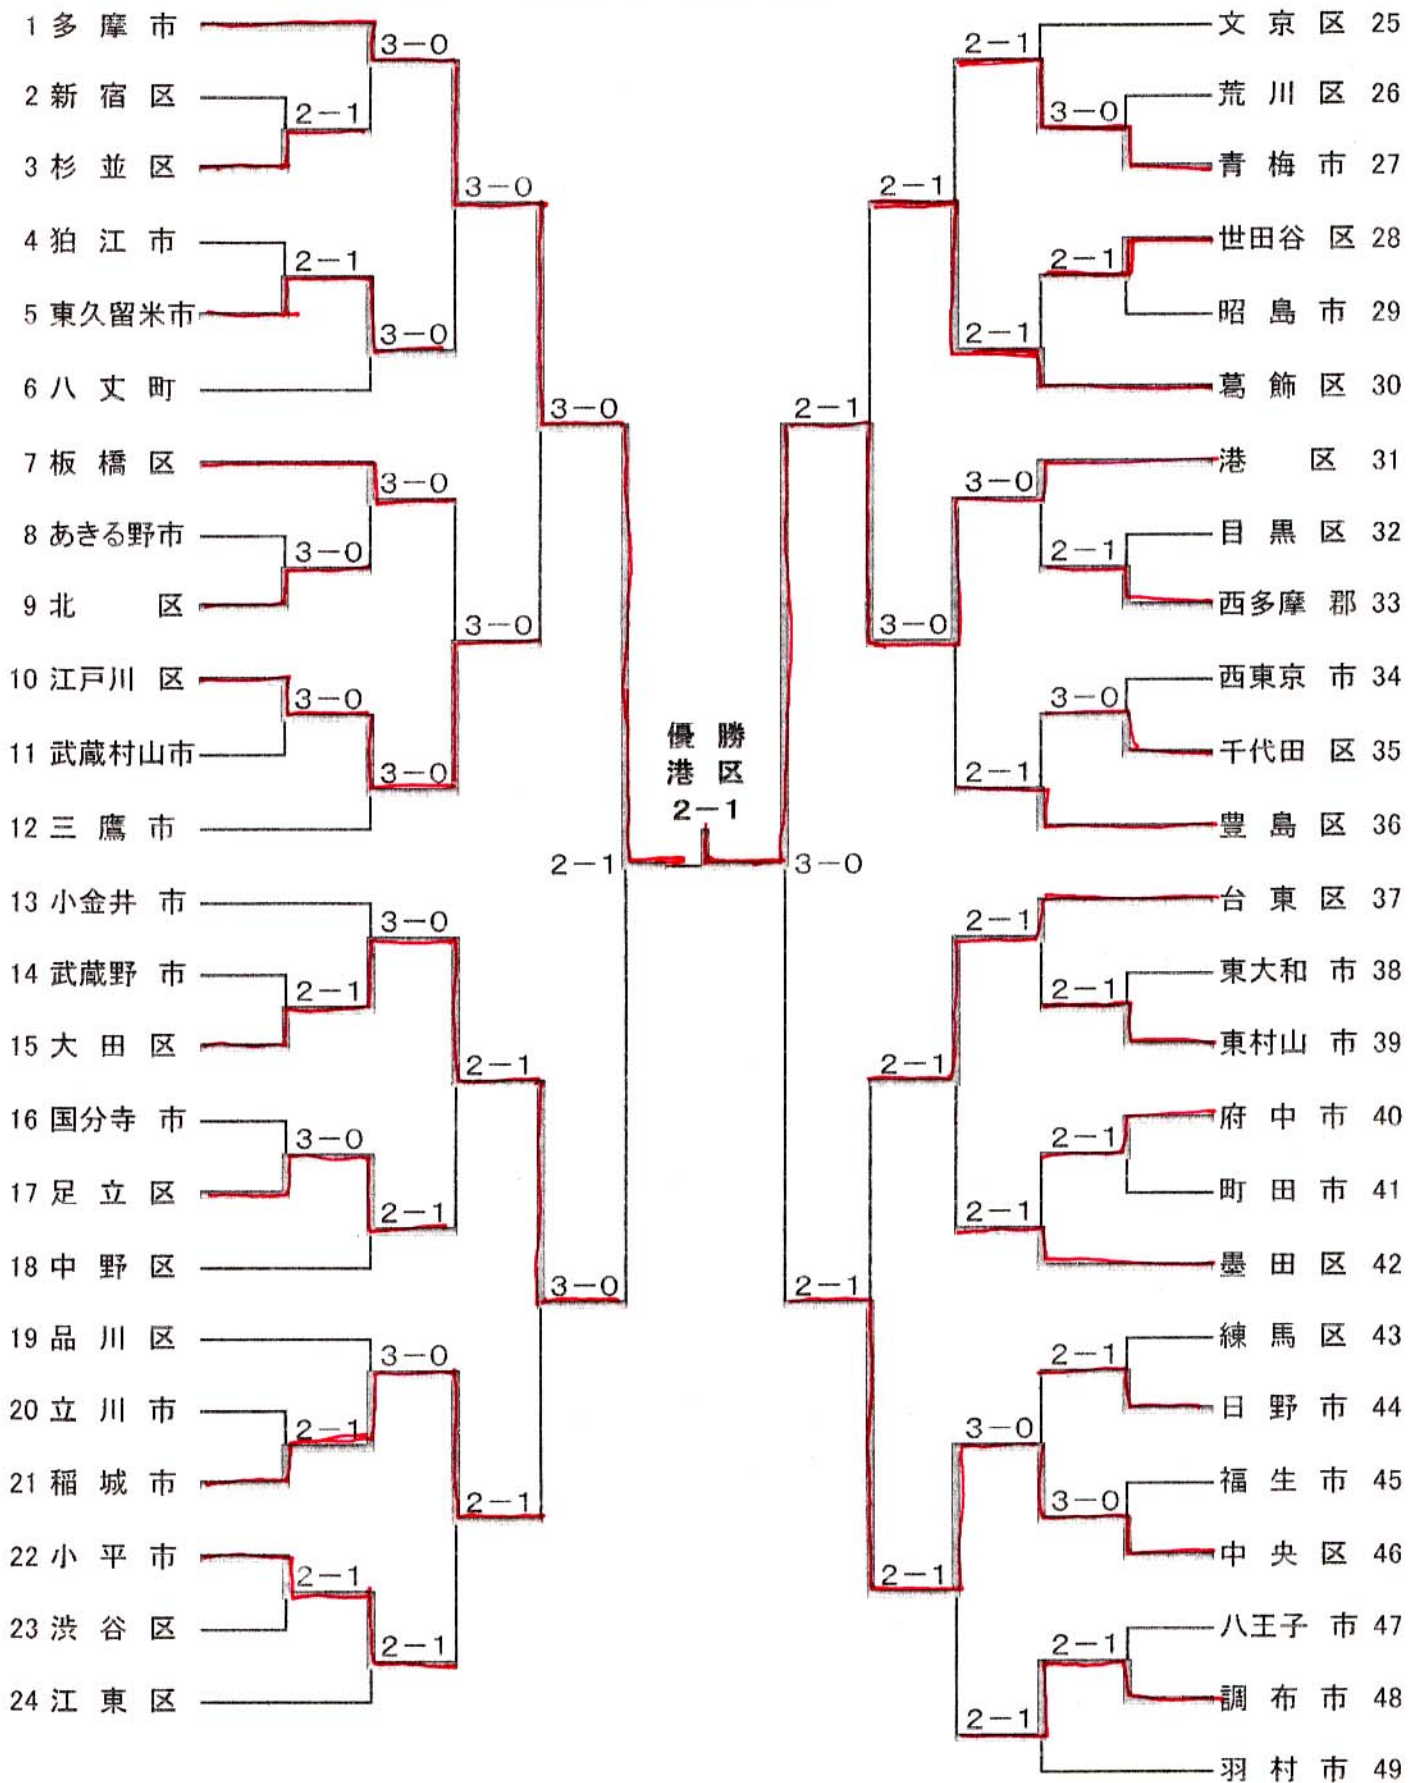 1 多摩市
3-0
2 新宿区
2-1
3 杉並区
3-0
4 狛江市
2-1
5 東久留米市
3-0
6 八丈町
3-0
7 板橋区
3-0
8 あきる野市
3-0
9 北 区
3-0
10 江戸川区
3-0
11 武蔵村山市
3-0
12 三鷹市
2-1
13 小金井市
3-0
14 武蔵野市
2-1
15 大田区
2-1
16 国分寺市
3-0
17 足立区
2-1
18 中野区
3-0
19 品川区
3-0
20 立川市
2-1
21 稲城市
2-1
22 小平市
2-1
23 渋谷区
2-1
24 江東区
優勝
港区
2-1
文京区 25
2-1
荒川区 26
3-0
青梅市 27
2-1
世田谷区 28
2-1
昭島市 29
2-1
葛飾区 30
2-1
港 区 31
3-0
目黒区 32
2-1
西多摩郡 33
3-0
西東京市 34
3-0
千代田区 35
2-1
豊島区 36
3-0
台東区 37
2-1
東大和市 38
2-1
東村山市 39
2-1
府中市 40
2-1
町田市 41
2-1
墨田区 42
2-1
練馬区 43
2-1
日野市 44
3-0
福生市 45
3-0
中央区 46
2-1
八王子市 47
2-1
調布市 48
2-1
羽村市 49